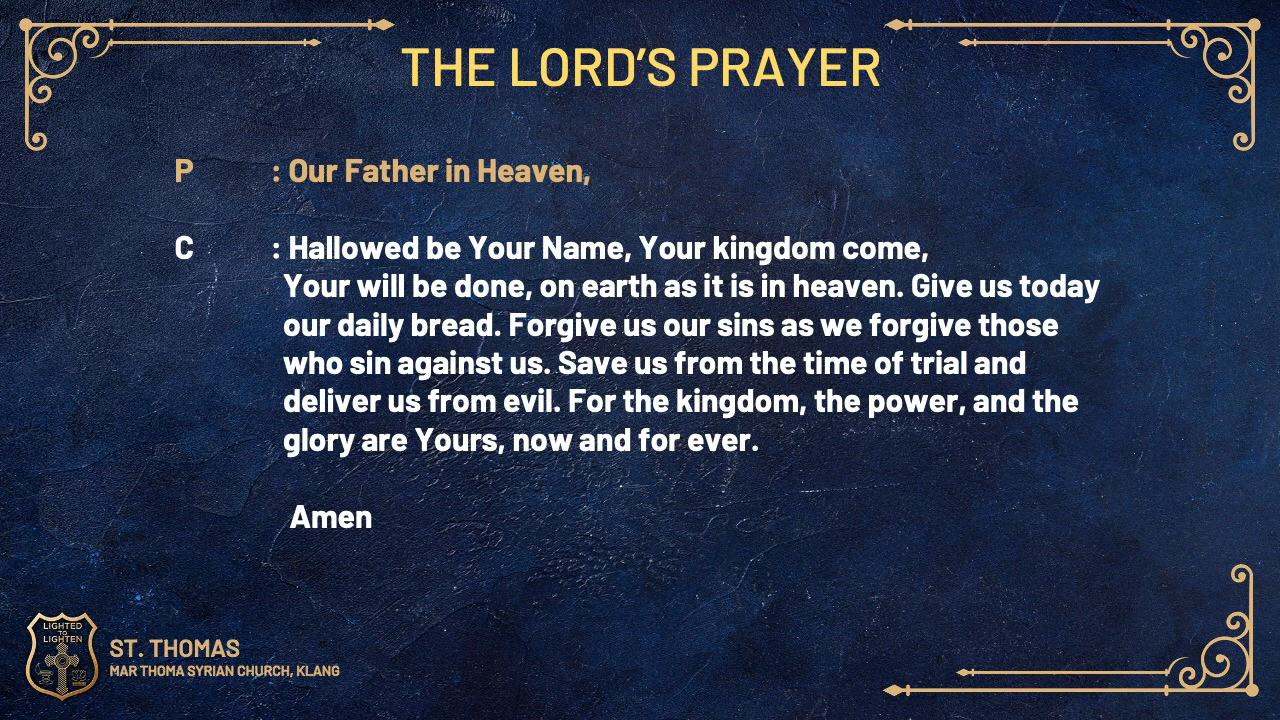 THE LORD’S PRAYER
P : Our Father in Heaven,
C : Hallowed be Your Name, Your kingdom come,
Your will be done, on earth as it is in heaven. Give us today
our daily bread. Forgive us our sins as we forgive those
who sin against us. Save us from the time of trial and
deliver us from evil. For the kingdom, the power, and the
glory are Yours, now and for ever.
Amen
LIGHTED
TO
LIGHTEN
ST. THOMAS
MAR THOMA SYRIAN CHURCH, KLANG